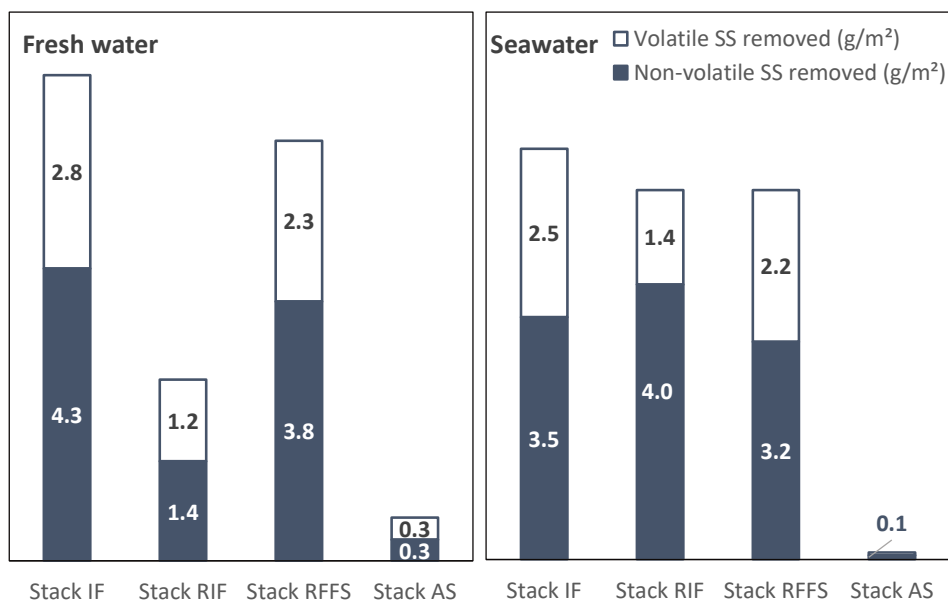 Fresh water
2.8
4.3
1.2
1.4
2.3
3.8
0.3
0.3
Stack IF Stack RIF Stack RFFS Stack AS
Seawater
Volatile SS removed (g/m²)
Non-volatile SS removed (g/m²)
2.5
3.5
1.4
4.0
2.2
3.2
0.1
Stack IF Stack RIF Stack RFFS Stack AS